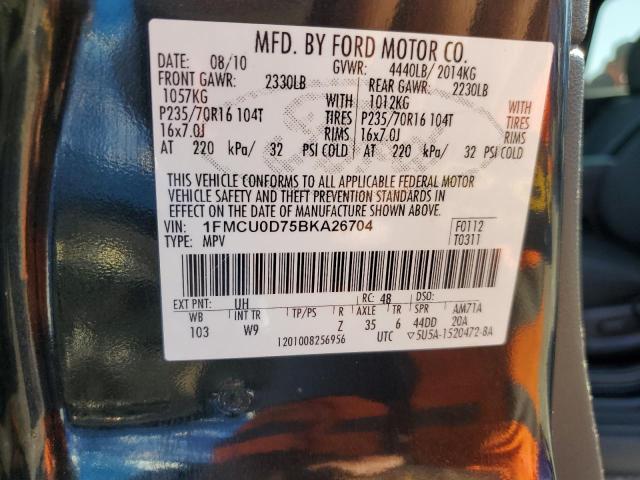 MFD. BY FORD MOTOR CO.
DATE: 08/10 GVWR: 4440LB/ 2014KG
FRONT GAWR: 2330LB REAR GAWR: 2230LB
1057KG WITH 1012KG WITH
P235/70R16 104T TIRES P235/70R16 104T TIRES
16x7.0J RIMS 16x7.0J RIMS
AT 220 kPa/ 32 PSI COLD AT 220 kPa/ 32 PSI COLD
THIS VEHICLE CONFORMS TO ALL APPLICABLE FEDERAL MOTOR
VEHICLE SAFETY AND THEFT PREVENTION STANDARDS IN
EFFECT ON THE DATE OF MANUFACTURE SHOWN ABOVE.
VIN: 1FMCU0D75BKA26704 F0112
TYPE: MPV T0311
EXT PNT: UH RC: 48 DSO:
WB INT TR TP/PS R AXLE TR SPR AM71A
103 W9 Z 35 6 44DD 20A
1201008256956 UTC ▽5U5A-1520472-BA